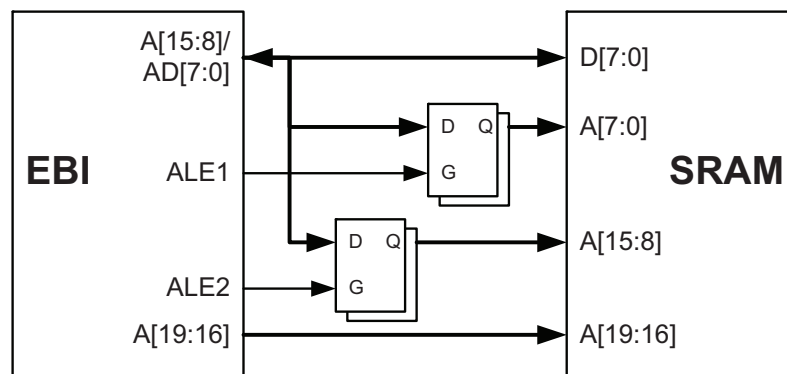 A[15:8]/
AD[7:0]
D[7:0]
D Q
A[7:0]
EBI
ALE1
G
SRAM
D Q
A[15:8]
ALE2
G
A[19:16]
A[19:16]